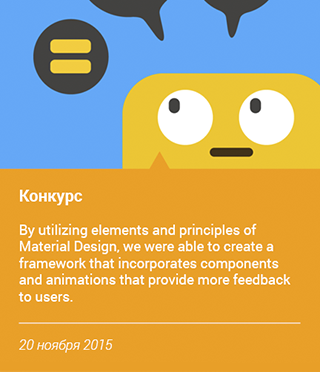 Конкурс
By utilizing elements and principles of
Material Design, we were able to create a
framework that incorporates components
and animations that provide more feedback
to users.
20 ноября 2015